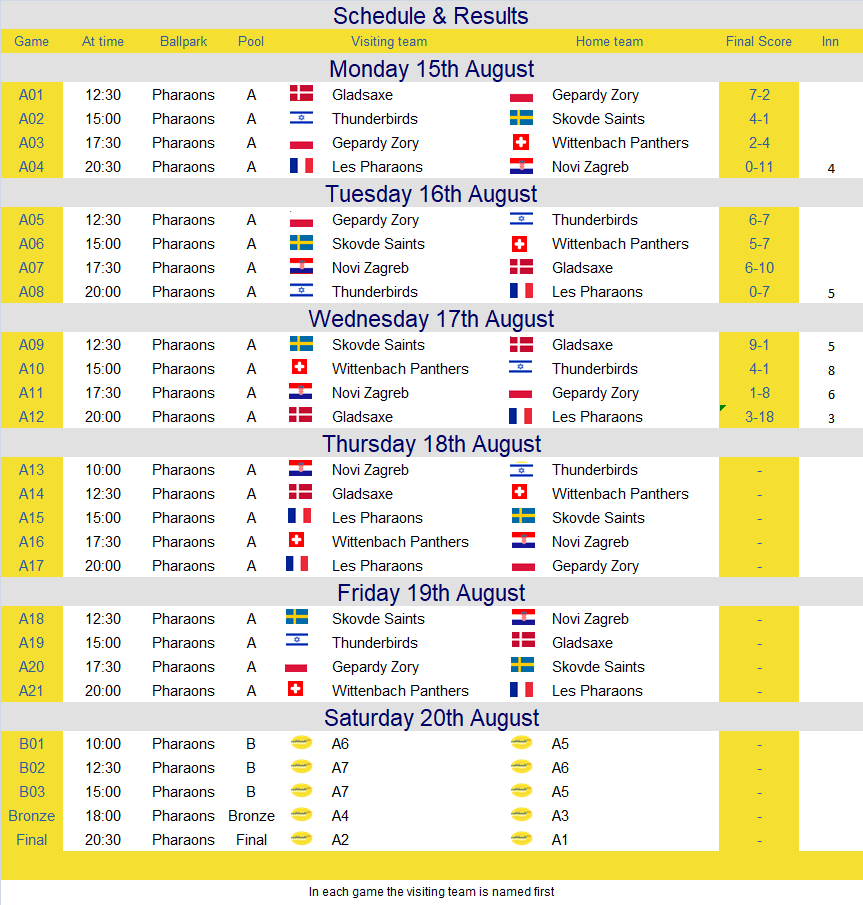 Schedule & Results
Game At time Ballpark Pool Visiting team Home team Final Score Inn
Monday 15th August
A01 12:30 Pharaons A Gladsaxe Gepardy Zory 7-2
A02 15:00 Pharaons A Thunderbirds Skovde Saints 4-1
A03 17:30 Pharaons A Gepardy Zory Wittenbach Panthers 2-4
A04 20:30 Pharaons A Les Pharaons Novi Zagreb 0-11 4
Tuesday 16th August
A05 12:30 Pharaons A Gepardy Zory Thunderbirds 6-7
A06 15:00 Pharaons A Skovde Saints Wittenbach Panthers 5-7
A07 17:30 Pharaons A Novi Zagreb Gladsaxe 6-10
A08 20:00 Pharaons A Thunderbirds Les Pharaons 0-7 5
Wednesday 17th August
A09 12:30 Pharaons A Skovde Saints Gladsaxe 9-1 5
A10 15:00 Pharaons A Wittenbach Panthers Thunderbirds 4-1 8
A11 17:30 Pharaons A Novi Zagreb Gepardy Zory 1-8 6
A12 20:00 Pharaons A Gladsaxe Les Pharaons 3-18 3
Thursday 18th August
A13 10:00 Pharaons A Novi Zagreb Thunderbirds -
A14 12:30 Pharaons A Gladsaxe Wittenbach Panthers -
A15 15:00 Pharaons A Les Pharaons Skovde Saints -
A16 17:30 Pharaons A Wittenbach Panthers Novi Zagreb -
A17 20:00 Pharaons A Les Pharaons Gepardy Zory -
Friday 19th August
A18 12:30 Pharaons A Skovde Saints Novi Zagreb -
A19 15:00 Pharaons A Thunderbirds Gladsaxe -
A20 17:30 Pharaons A Gepardy Zory Skovde Saints -
A21 20:00 Pharaons A Wittenbach Panthers Les Pharaons -
Saturday 20th August
B01 10:00 Pharaons B A6 A5 -
B02 12:30 Pharaons B A7 A6 -
B03 15:00 Pharaons B A7 A5 -
Bronze 18:00 Pharaons Bronze A4 A3 -
Final 20:30 Pharaons Final A2 A1 -
In each game the visiting team is named first